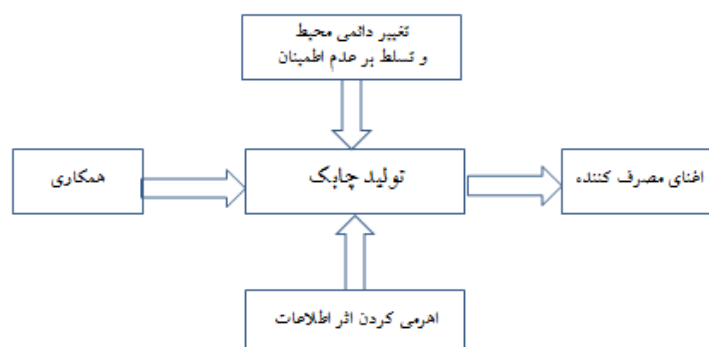 تغییر دائمی محیط
و تسلط بر عدم اطمینان
اغنای مصرف کننده
تولید چابک
همکاری
اهرمی کردن اثر اطلاعات